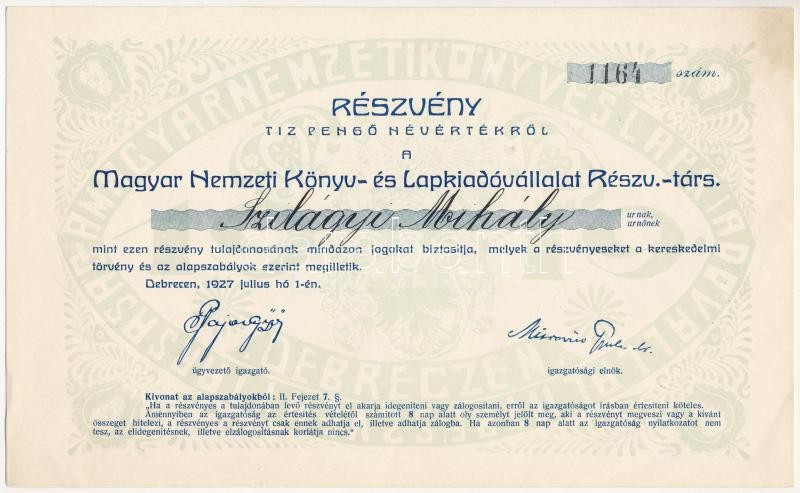 1164 szám.
RÉSZVÉNY
TIZ PENGŐ NÉVÉRTÉKRŐL
A
Magyar Nemzeti Könyv- és Lapkiadóvállalat Részv.-társ.
Szilágyi Mihály urnak,
urnőnek
mint ezen részvény tulajdonosának mindazon jogokat biztositja, melyek a részvényeseket a kereskedelmi
törvény és az alapszabályok szerint megilletik.
Debrecen, 1927 julius hó 1-én.
ügyvezető igazgató.
igazgatósági elnök.
Kivonat az alapszabályokból: II. Fejezet 7. §.
„Ha a részvényes a tulajdonában levő részvényt el akarja idegeniteni vagy zálogositani, erről az igazgatóságot irásban értesiteni köteles.
Amennyiben az igazgatóság az értesités vételétől számitott 8 nap alatt oly személyt jelölt meg, aki a részvényt megveszi vagy a kivánt
összeget hitelezi, a részvényes a részvényt csak ennek adhatja el, illetve adhatja zálogba. Ha azonban 8 nap alatt az igazgatóság nyilatkozatot nem
tesz, az elidegenitésnek, illetve elzálogositásnak korlátja nincs.“